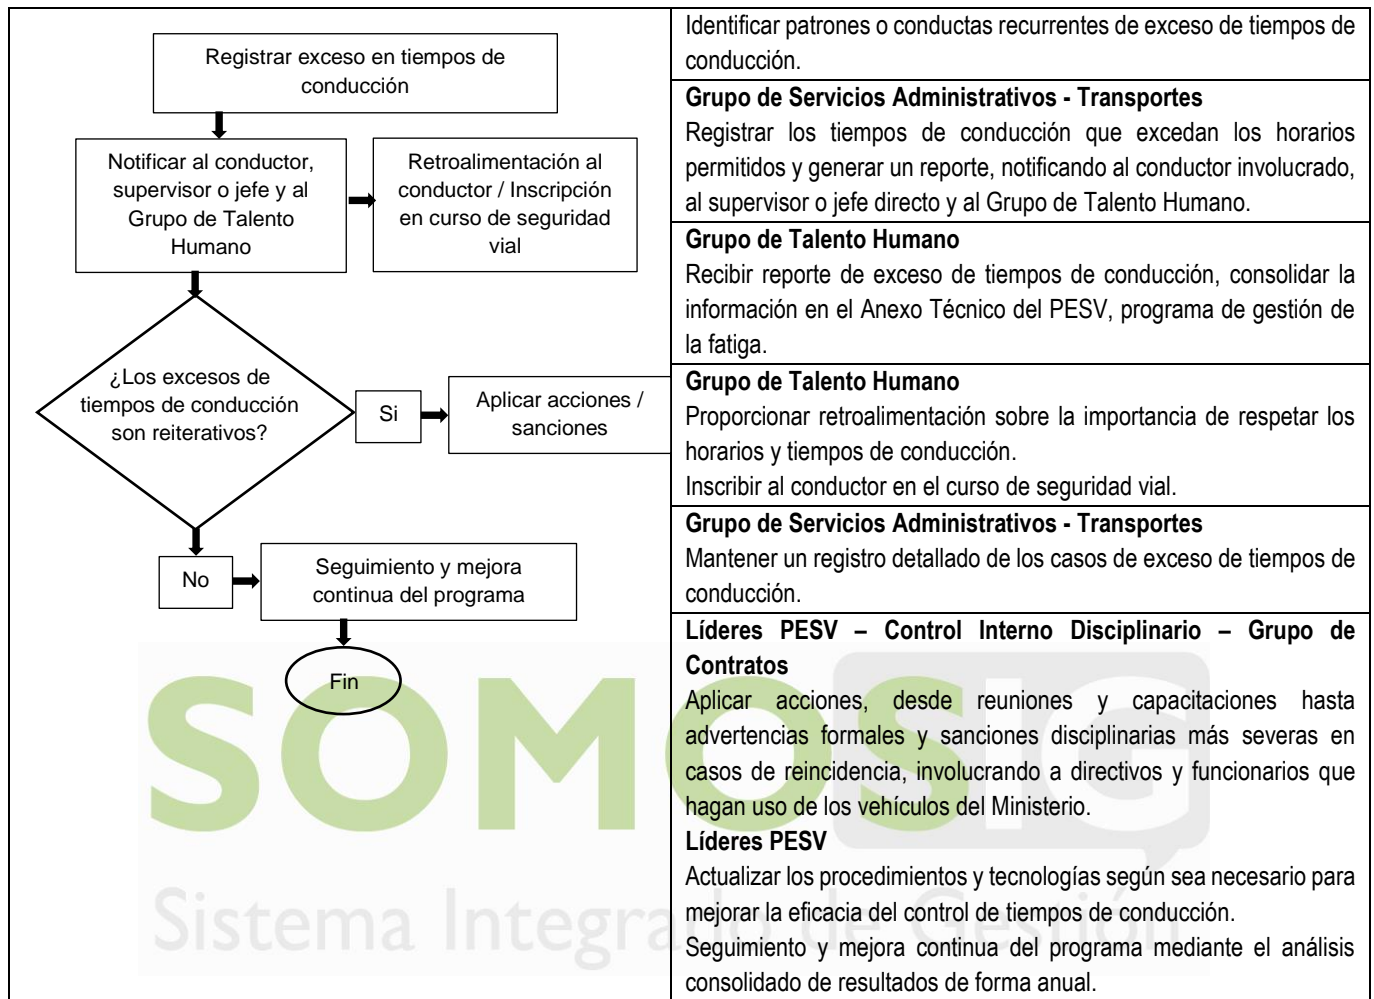 Registrar exceso en tiempos de
conducción
Notificar al conductor,
supervisor o jefe y al
Grupo de Talento
Humano
Retroalimentación al
conductor / Inscripción
en curso de seguridad
vial
¿Los excesos de
tiempos de conducción
son reiterativos?
Si
Aplicar acciones /
sanciones
No
Seguimiento y mejora
continua del programa
Fin
Identificar patrones o conductas recurrentes de exceso de tiempos de
conducción.
Grupo de Servicios Administrativos - Transportes
Registrar los tiempos de conducción que excedan los horarios
permitidos y generar un reporte, notificando al conductor involucrado,
al supervisor o jefe directo y al Grupo de Talento Humano.
Grupo de Talento Humano
Recibir reporte de exceso de tiempos de conducción, consolidar la
información en el Anexo Técnico del PESV, programa de gestión de
la fatiga.
Grupo de Talento Humano
Proporcionar retroalimentación sobre la importancia de respetar los
horarios y tiempos de conducción.
Inscribir al conductor en el curso de seguridad vial.
Grupo de Servicios Administrativos - Transportes
Mantener un registro detallado de los casos de exceso de tiempos de
conducción.
Líderes PESV – Control Interno Disciplinario – Grupo de
Contratos
Aplicar acciones, desde reuniones y capacitaciones hasta
advertencias formales y sanciones disciplinarias más severas en
casos de reincidencia, involucrando a directivos y funcionarios que
hagan uso de los vehículos del Ministerio.
Líderes PESV
Actualizar los procedimientos y tecnologías según sea necesario para
mejorar la eficacia del control de tiempos de conducción.
Seguimiento y mejora continua del programa mediante el análisis
consolidado de resultados de forma anual.
SOMOSIG
Sistema Integrado de Gestión